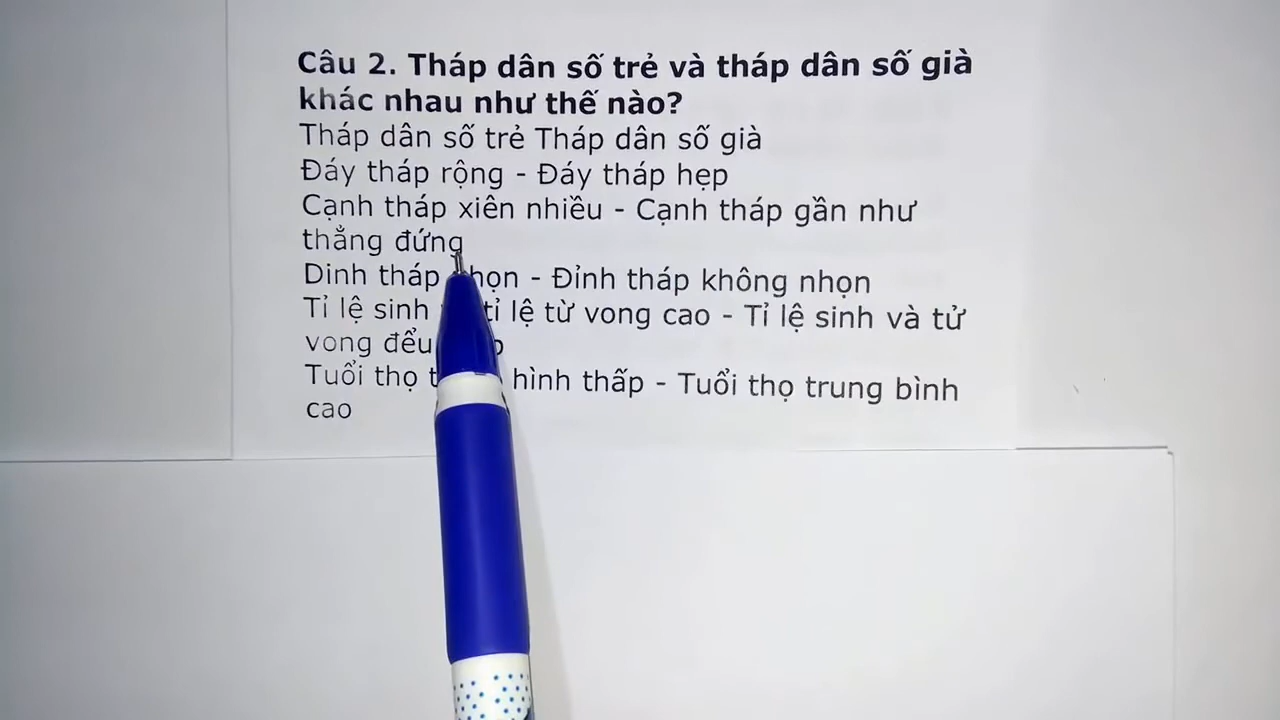 Câu 2. Tháp dân số trẻ và tháp dân số già
khác nhau như thế nào?
Tháp dân số trẻ Tháp dân số già
Đáy tháp rộng - Đáy tháp hẹp
Cạnh tháp xiên nhiều - Cạnh tháp gần như
thẳng đứng
Dinh tháp - Đỉnh tháp không nhọn
Tỉ lệ sinh tỉ lệ từ vong cao - Tỉ lệ sinh và tử
vong đểu
Tuổi thọ hình thấp - Tuổi thọ trung bình
cao